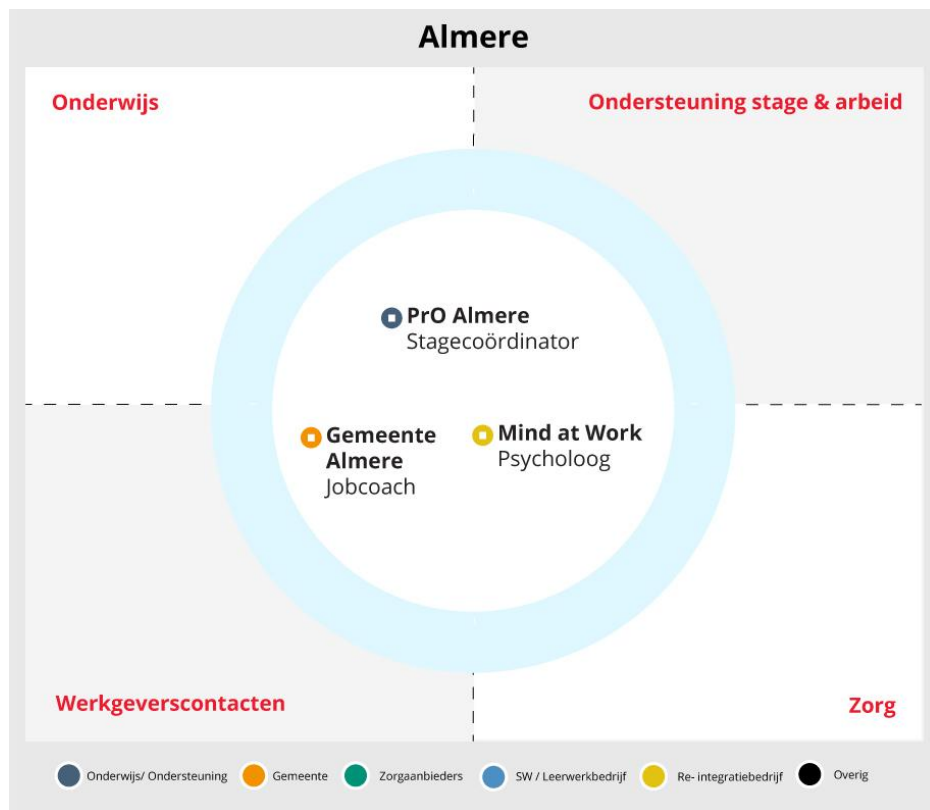 Almere
Onderwijs
Ondersteuning stage & arbeid
PrO Almere
Stagecoördinator
Gemeente
Almere
Jobcoach
Mind at Work
Psycholoog
Werkgeverscontacten
Zorg
Onderwijs/ Ondersteuning
Gemeente
Zorgaanbieders
SW / Leerwerkbedrijf
Re- integratiebedrijf
Overig